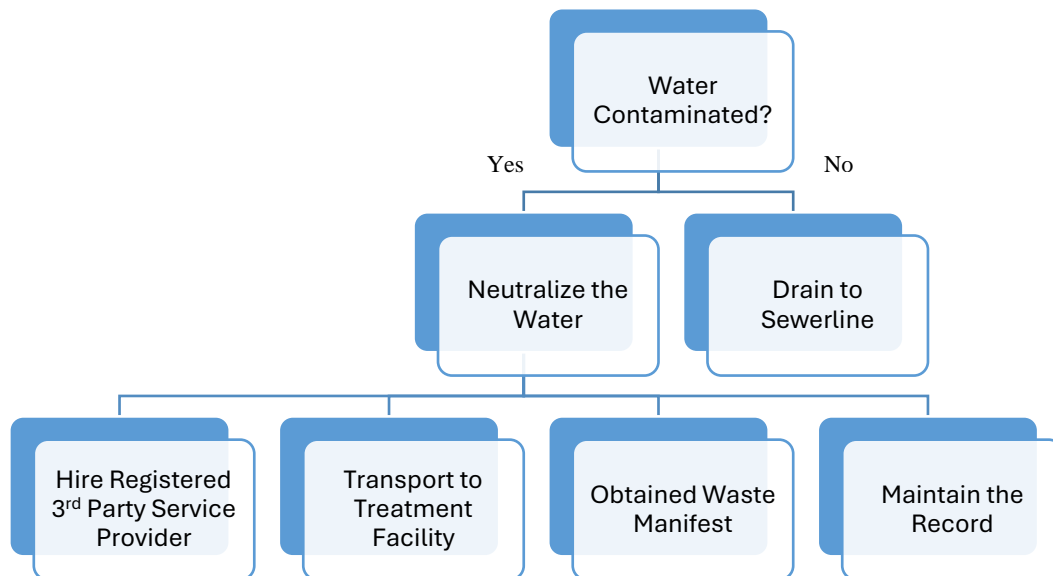 Water
Contaminated?
Yes
No
Neutralize the
Water
Drain to
Sewerline
Hire Registered
3rd Party Service
Provider
Transport to
Treatment
Facility
Obtained Waste
Manifest
Maintain the
Record